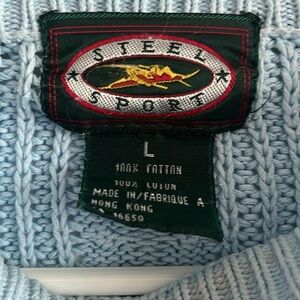 STEEL
SPORT
L
100% COTTON
100% COTON
MADE IN/FABRIQUE A
HONG KONG
16650